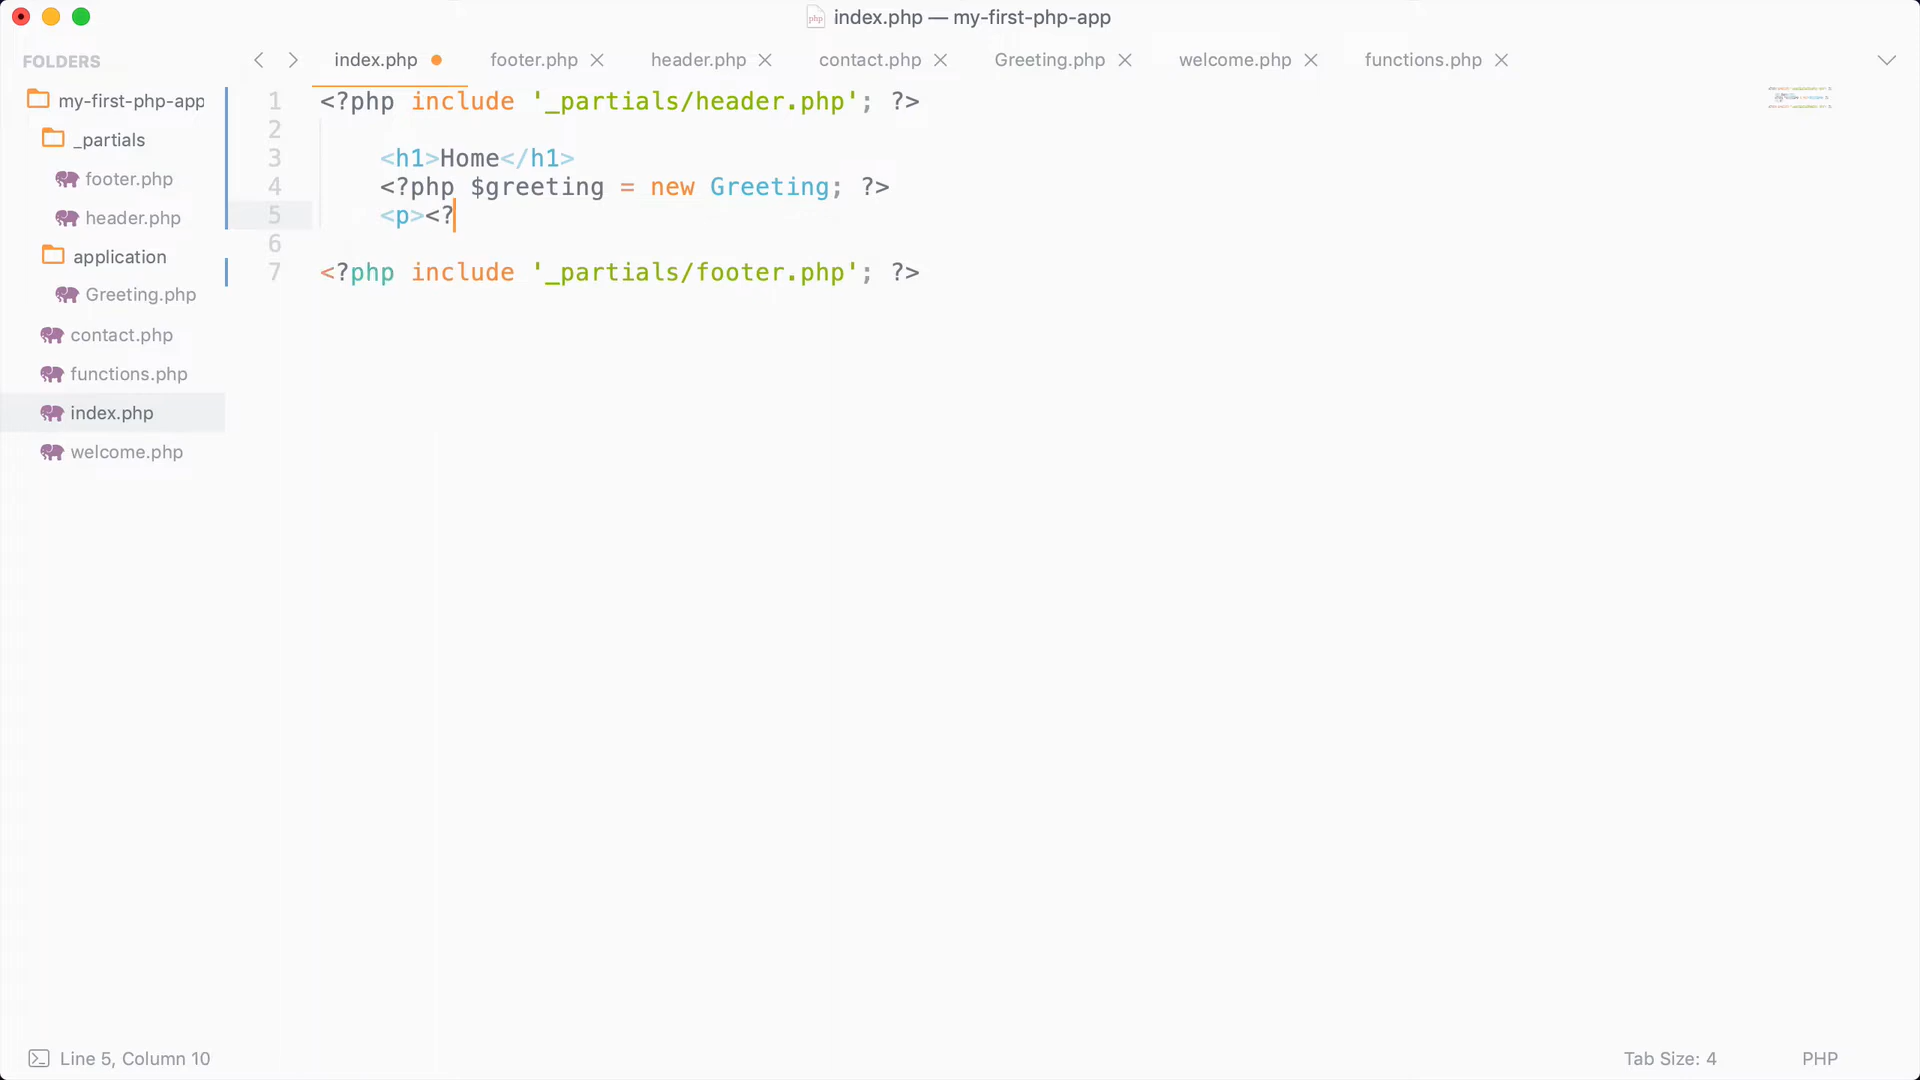 index.php — my-first-php-app
FOLDERS
my-first-php-app
_partials
footer.php
header.php
application
Greeting.php
contact.php
functions.php
index.php
welcome.php
index.php footer.php header.php contact.php Greeting.php welcome.php functions.php
1 <?php include '_partials/header.php'; ?>
2
3 <h1>Home</h1>
4 <?php $greeting = new Greeting; ?>
5 <p><?
6
7 <?php include '_partials/footer.php'; ?>
Line 5, Column 10
Tab Size: 4
PHP